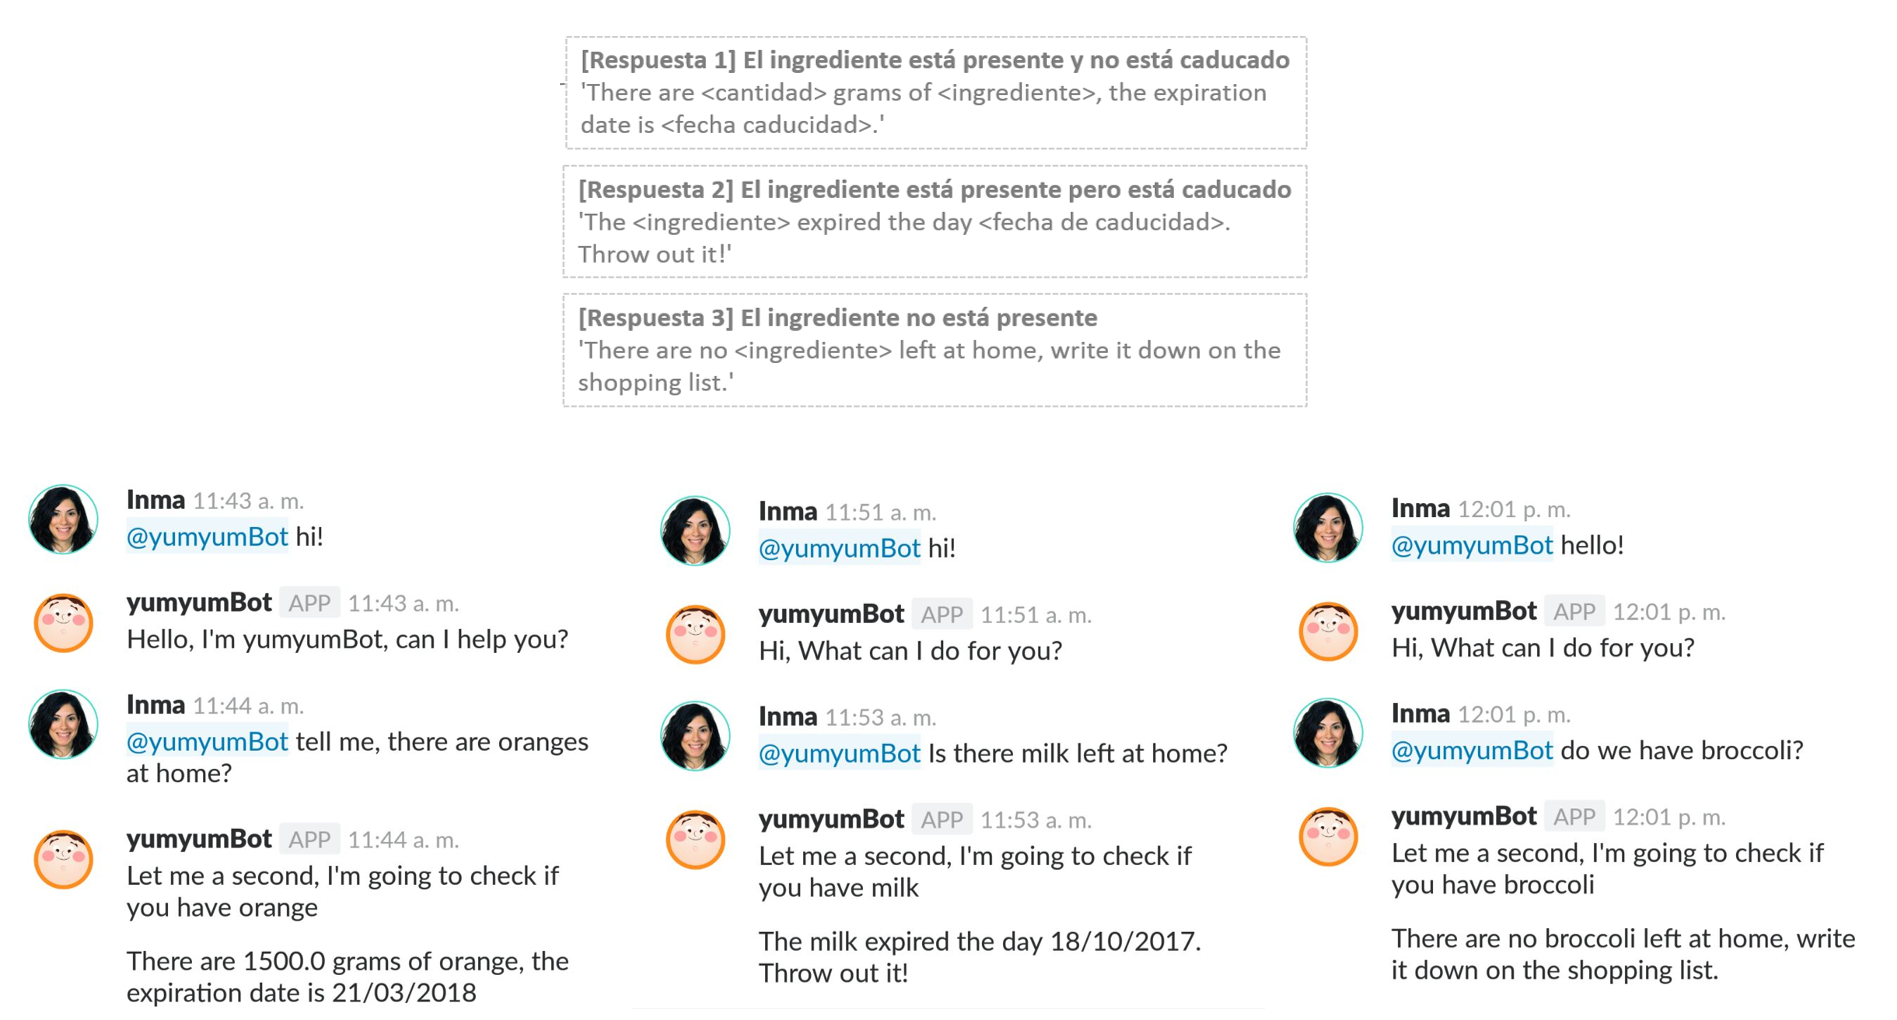 [Respuesta 1] El ingrediente está presente y no está caducado
'There are <cantidad> grams of <ingrediente>, the expiration
date is <fecha caducidad>.'
[Respuesta 2] El ingrediente está presente pero está caducado
'The <ingrediente> expired the day <fecha de caducidad>.
Throw out it!'
[Respuesta 3] El ingrediente no está presente
'There are no <ingrediente> left at home, write it down on the
shopping list.'
Inma 11:43 a. m.
@yumyumBot hi!
yumyumBot APP 11:43 a. m.
Hello, I'm yumyumBot, can I help you?
Inma 11:44 a. m.
@yumyumBot tell me, there are oranges
at home?
yumyumBot APP 11:44 a. m.
Let me a second, I'm going to check if
you have orange
There are 1500.0 grams of orange, the
expiration date is 21/03/2018
Inma 11:51 a. m.
@yumyumBot hi!
yumyumBot APP 11:51 a. m.
Hi, What can I do for you?
Inma 11:53 a. m.
@yumyumBot Is there milk left at home?
yumyumBot APP 11:53 a. m.
Let me a second, I'm going to check if
you have milk
The milk expired the day 18/10/2017.
Throw out it!
Inma 12:01 p. m.
@yumyumBot hello!
yumyumBot APP 12:01 p. m.
Hi, What can I do for you?
Inma 12:01 p. m.
@yumyumBot do we have broccoli?
yumyumBot APP 12:01 p. m.
Let me a second, I'm going to check if
you have broccoli
There are no broccoli left at home, write
it down on the shopping list.